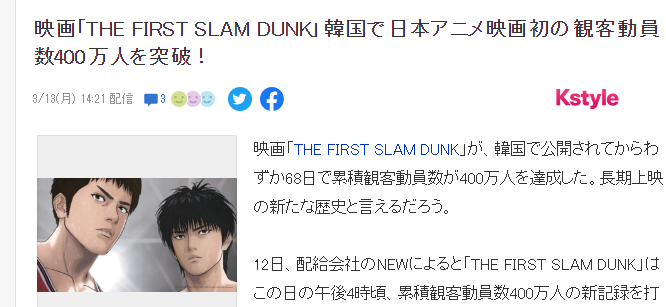 映画「THE FIRST SLAM DUNK」韓国で日本アニメ映画初の観客動員
数400万人を突破！
3/13(月) 14:21 配信
3
Kstyle
映画「THE FIRST SLAM DUNK」が、韓国で公開されてからわ
ずか68日で累積観客動員数が400万人を達成した。長期上映
の新たな歴史と言えるだろう。
12日、配給会社のNEWによると「THE FIRST SLAM DUNK」は
この日の午後4時頃、累積観客動員数400万人の新記録を打